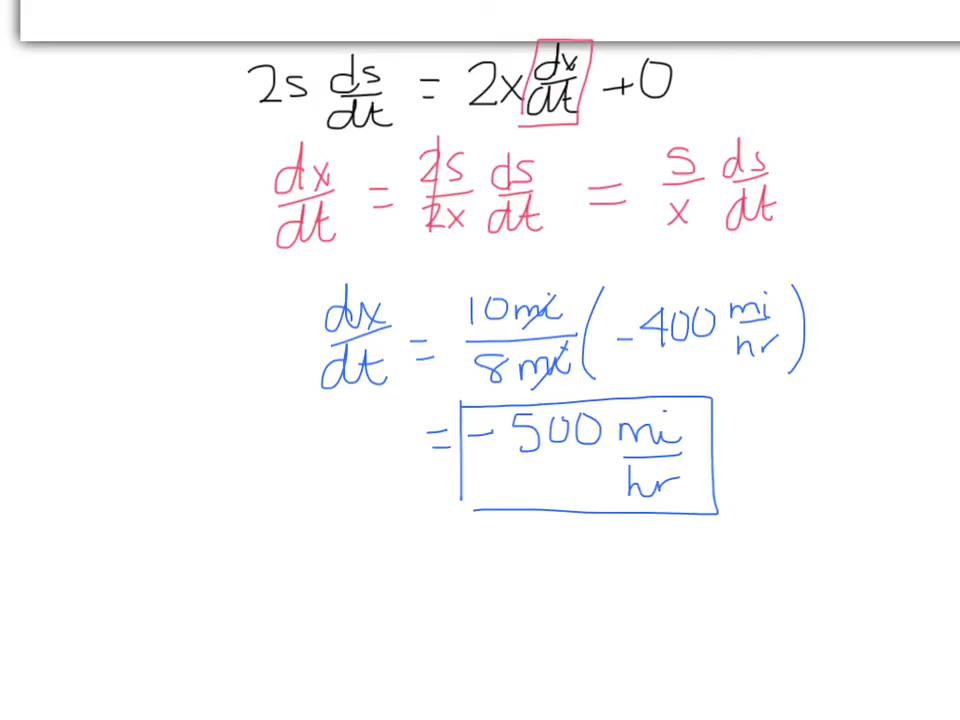 2s ds/dt = 2x dx/dt + 0
dx/dt = 2s/2x ds/dt = s/x ds/dt
dx/dt = 10 mi/8 mi (-400 mi/hr)
= -500 mi/hr